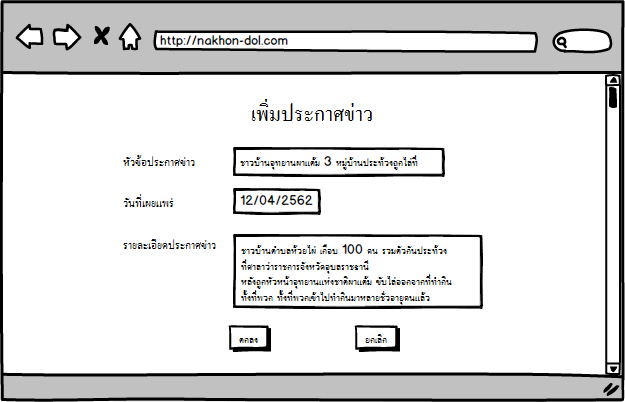 http://nakhon-dol.com
เพิ่มประกาศข่าว
หัวข้อประกาศข่าว
ชาวบ้านอุทยานผาแต้ม 3 หมู่บ้านประท้วงถูกไล่ที่
วันที่เผยแพร่
12/04/2562
รายละเอียดประกาศข่าว
ชาวบ้านตำบลห้วยไผ่ เกือบ 100 คน รวมตัวกันประท้วง
ที่ศาลาว่าราชการจังหวัดอุบลราชธานี
หลังถูกหัวหน้าอุทยานแห่งชาติผาแต้ม ขับไล่ออกจากที่ทำกิน
ทั้งที่พวก ทั้งที่พวกเข้าไปทำกินมาหลายชั่วอายุคนแล้ว
ตกลง
ยกเลิก